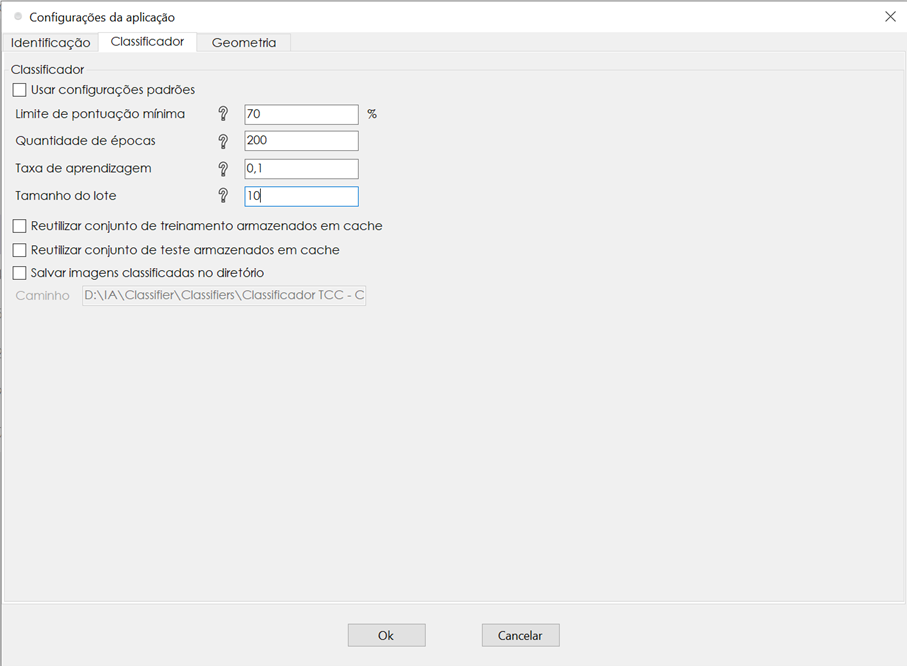 Configurações da aplicação
Identificação Classificador Geometria
Classificador
Usar configurações padrões
Limite de pontuação mínima ? 70 %
Quantidade de épocas ? 200
Taxa de aprendizagem ? 0,1
Tamanho do lote ? 10
Reutilizar conjunto de treinamento armazenados em cache
Reutilizar conjunto de teste armazenados em cache
Salvar imagens classificadas no diretório
Caminho D:\IA\Classifier\Classifiers\Classificador TCC - C
Ok Cancelar